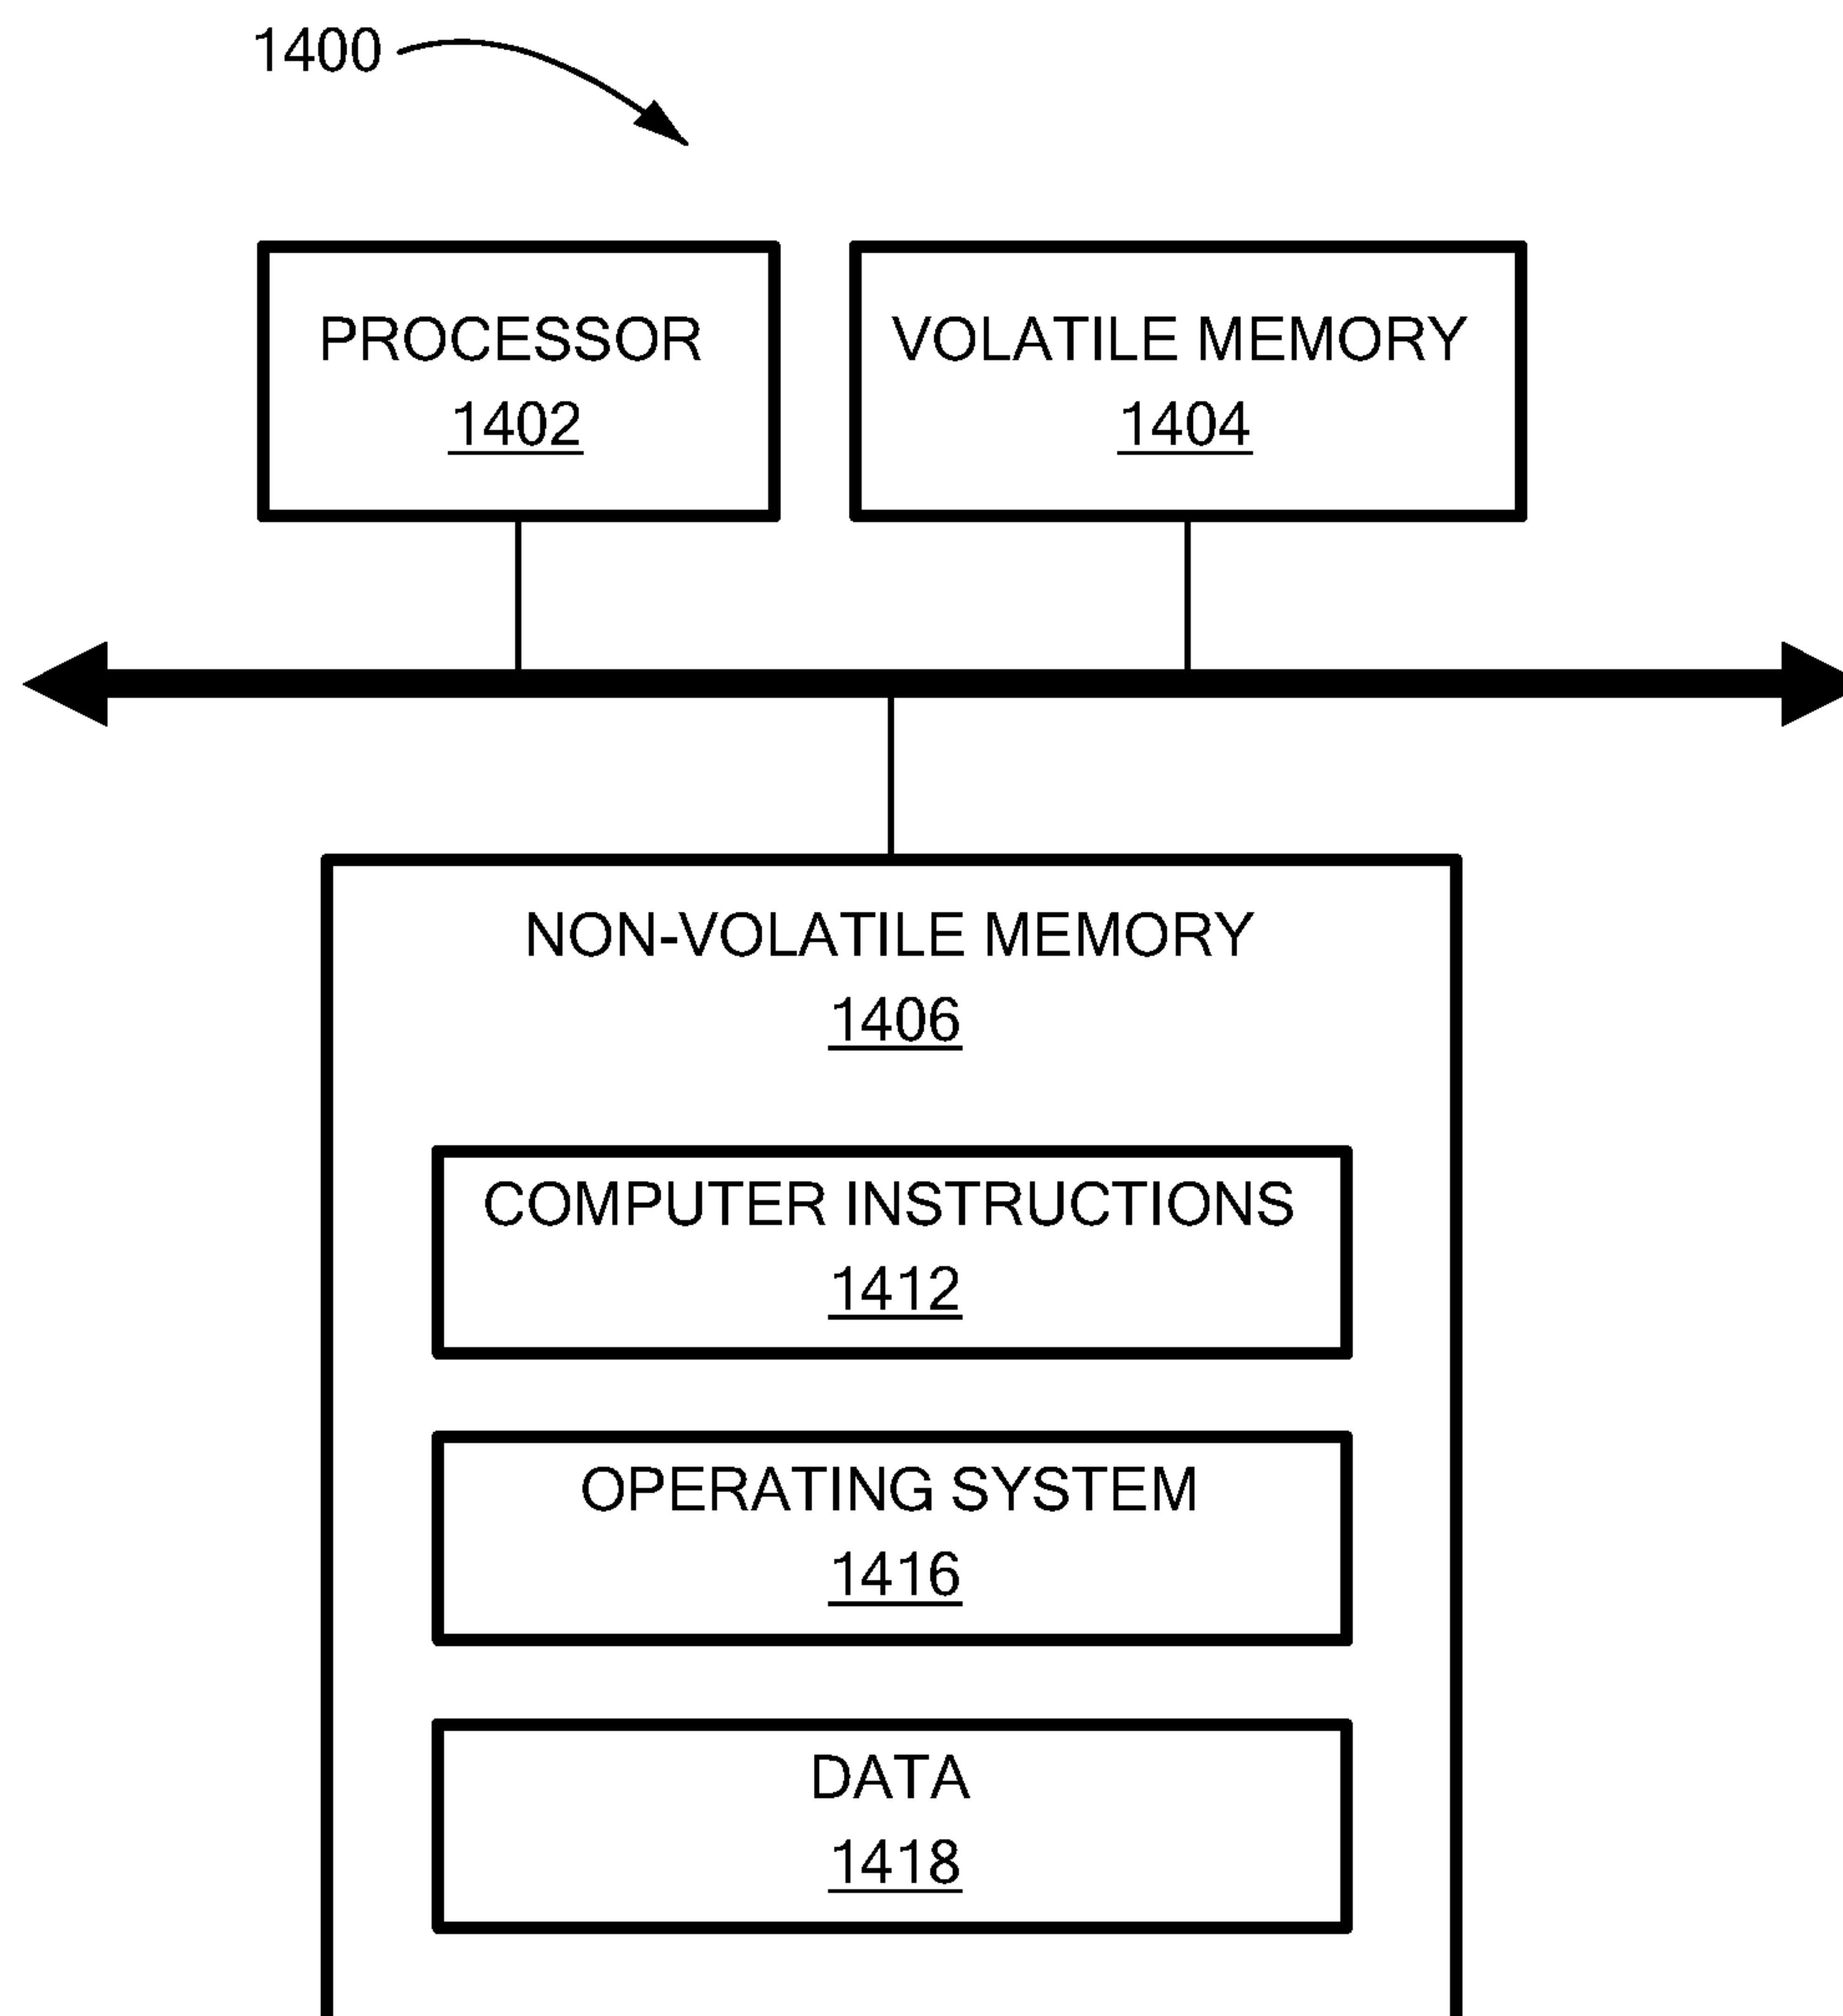 1400
PROCESSOR
1402
VOLATILE MEMORY
1404
NON-VOLATILE MEMORY
1406
COMPUTER INSTRUCTIONS
1412
OPERATING SYSTEM
1416
DATA
1418